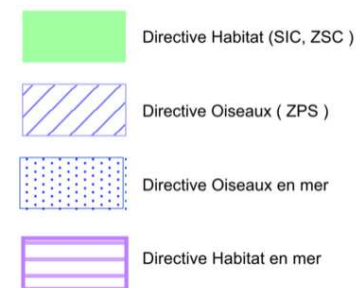 Directive Habitat (SIC, ZSC )
Directive Oiseaux ( ZPS )
Directive Oiseaux en mer
Directive Habitat en mer